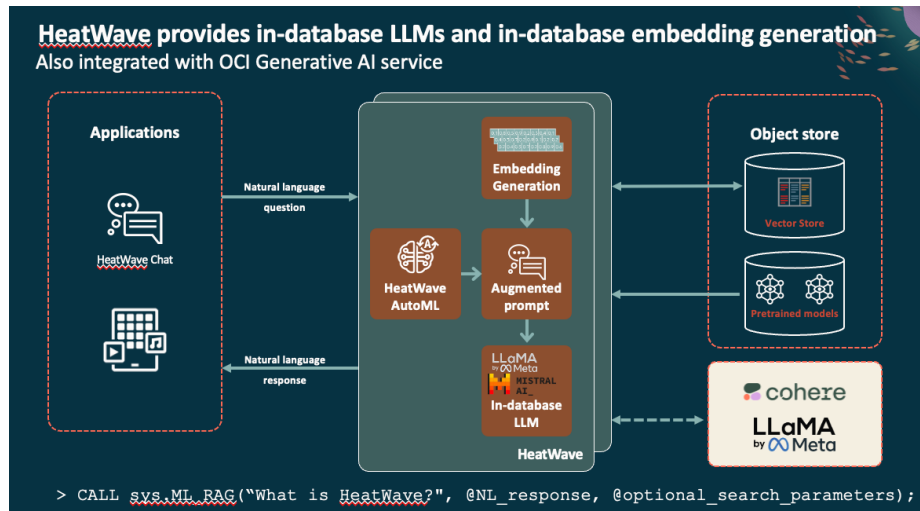 HeatWave provides in-database LLMs and in-database embedding generation
Also integrated with OCI Generative AI service
Applications
HeatWave Chat
Natural language
question
Natural language
response
Embedding
Generation
HeatWave
AutoML
Augmented
prompt
LLaMA
by Meta
MISTRAL
AI_
In-database
LLM
HeatWave
Object store
Vector Store
Pretrained models
cohere
LLaMA
by Meta
> CALL sys.ML_RAG(“What is HeatWave?", @NL_response, @optional_search_parameters);